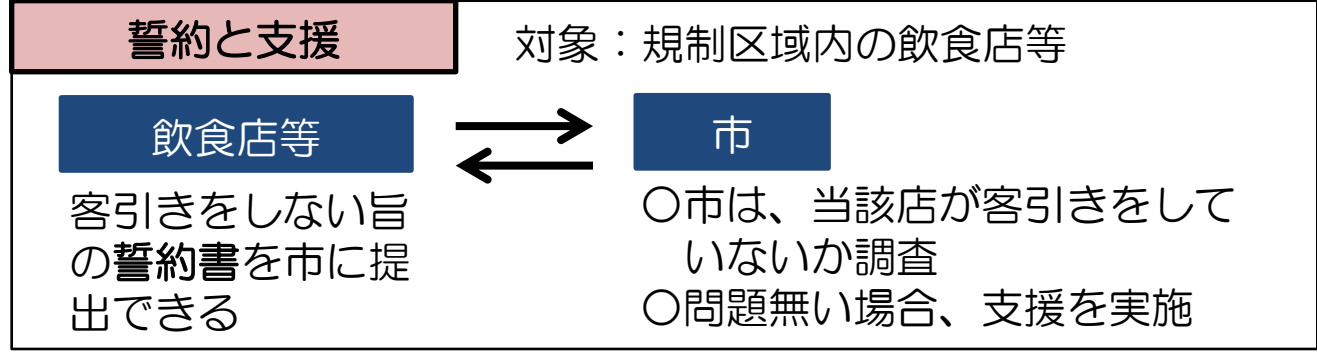 誓約と支援
対象：規制区域内の飲食店等
飲食店等
客引きをしない旨
の誓約書を市に提
出できる
市
〇市は、当該店が客引きをして
いないか調査
〇問題無い場合、支援を実施